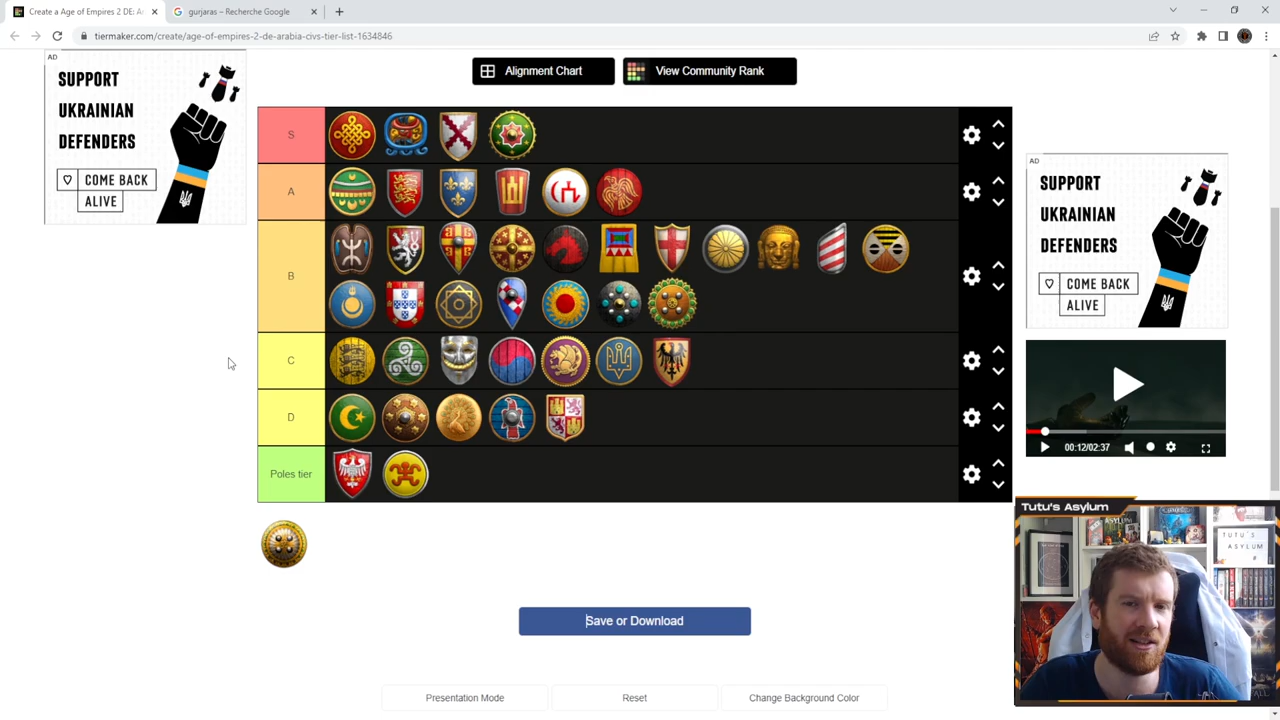 Create a Age of Empires 2 DE: A
gurjaras – Recherche Google
tiermaker.com/create/age-of-empires-2-de-arabia-civs-tier-list-1634846
AD
SUPPORT
UKRAINIAN
DEFENDERS
COME BACK
ALIVE
Alignment Chart
View Community Rank
S
A
B
C
D
Poles tier
AD
SUPPORT
UKRAINIAN
DEFENDERS
COME BACK
ALIVE
00:12/02:37
Tutu's Asylum
ASYLUM
TUTU'S
ASYLUM
Save or Download
Presentation Mode
Reset
Change Background Color